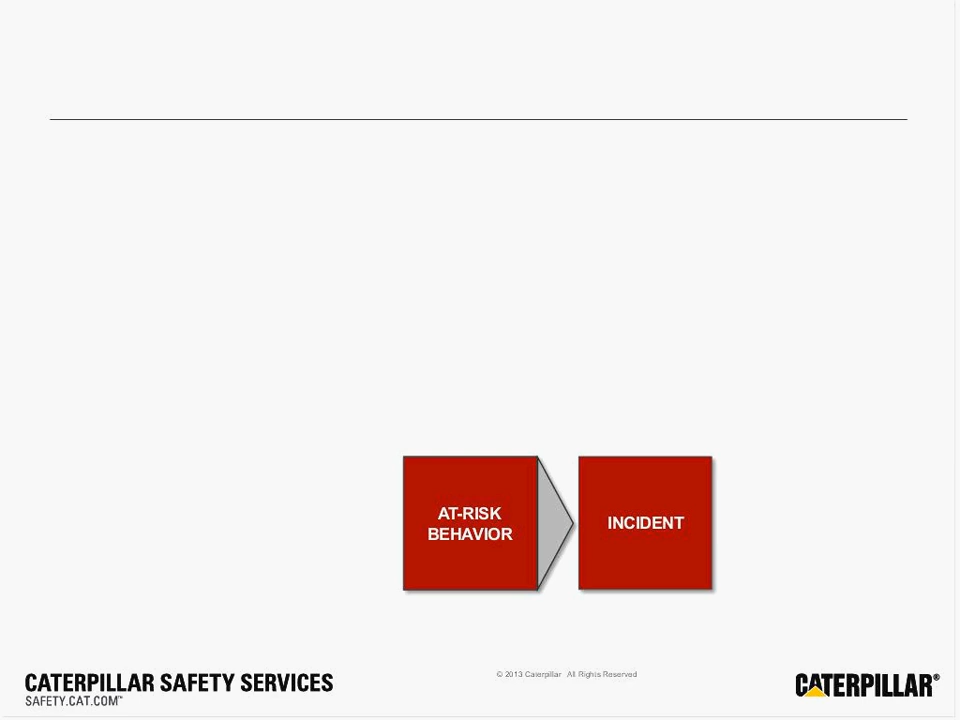 AT-RISK
BEHAVIOR
INCIDENT
© 2013 Caterpillar All Rights Reserved
CATERPILLAR SAFETY SERVICES
SAFETY.CAT.COM™
CATERPILLAR®